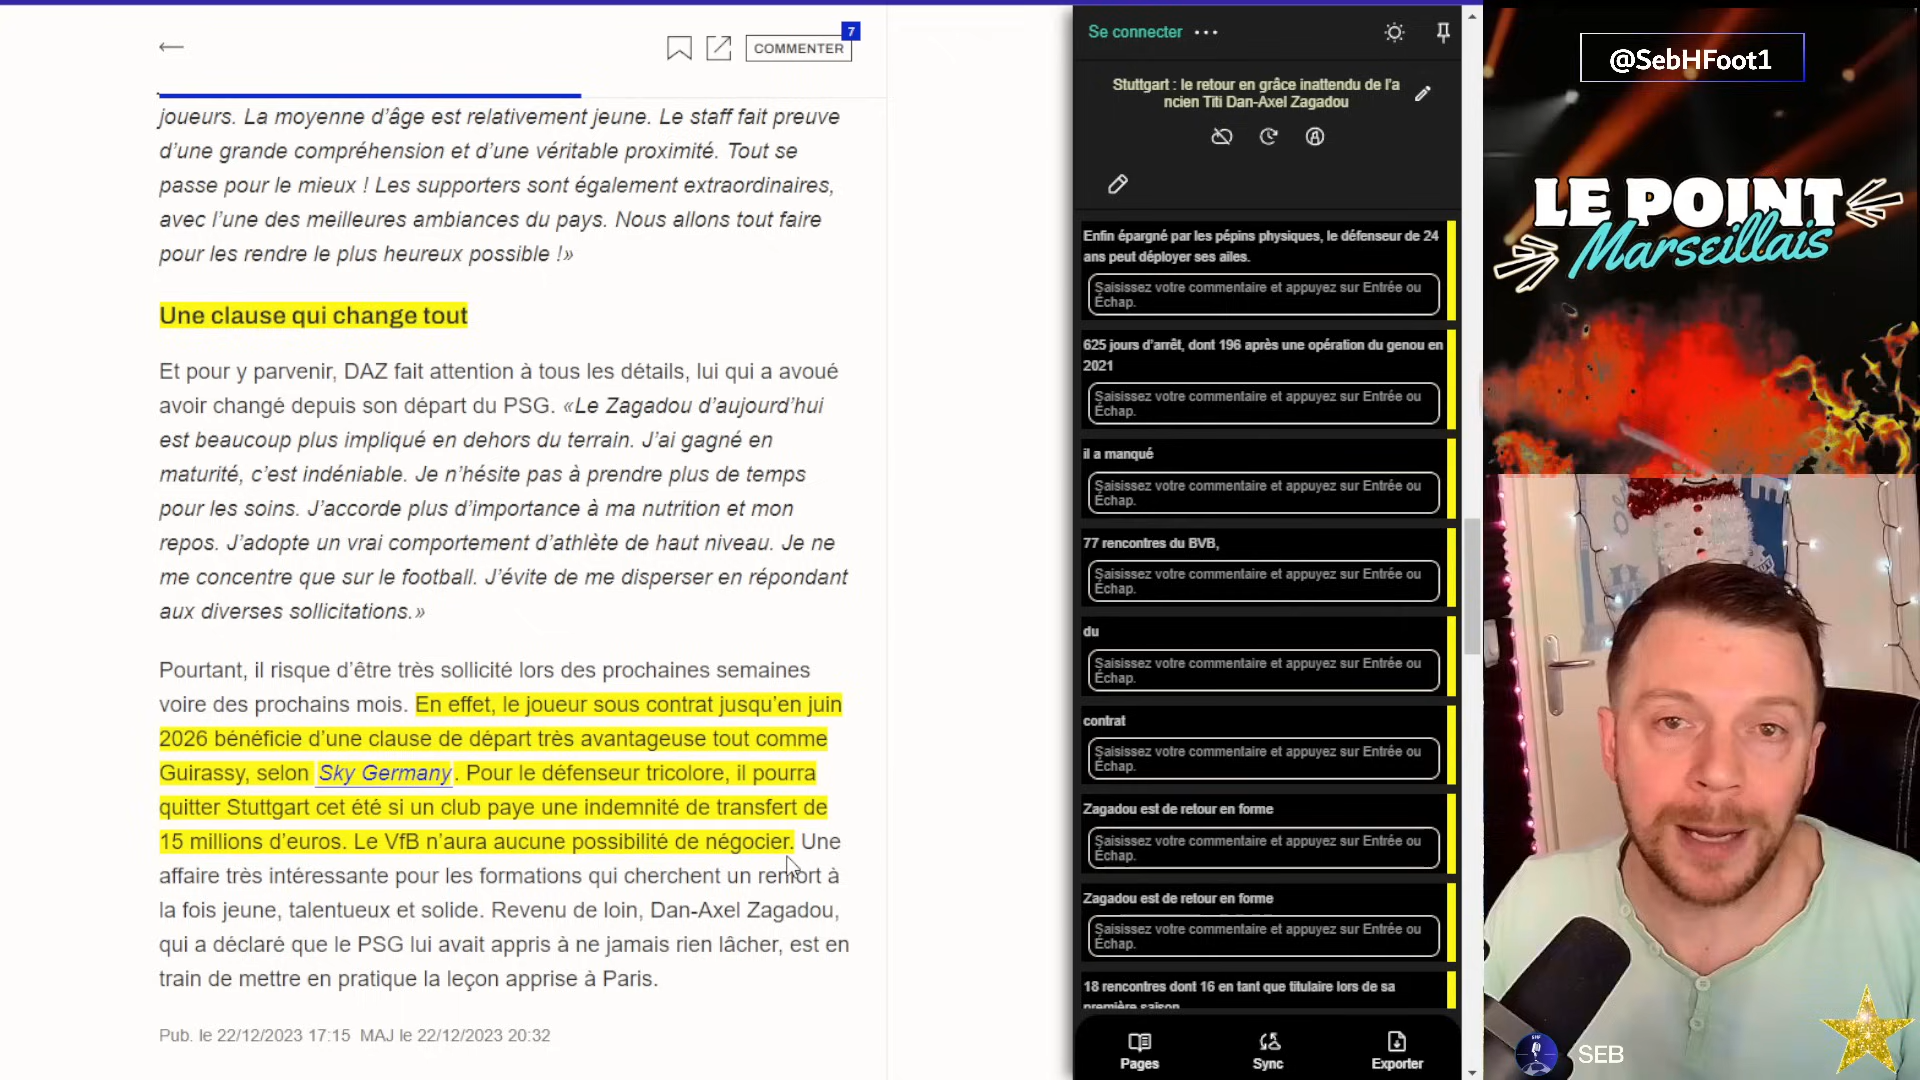 COMMENTER
7
joueurs. La moyenne d'âge est relativement jeune. Le staff fait preuve
d'une grande compréhension et d'une véritable proximité. Tout se
passe pour le mieux ! Les supporters sont également extraordinaires,
avec l'une des meilleures ambiances du pays. Nous allons tout faire
pour les rendre le plus heureux possible !»
Une clause qui change tout
Et pour y parvenir, DAZ fait attention à tous les détails, lui qui a avoué
avoir changé depuis son départ du PSG. «Le Zagadou d'aujourd'hui
est beaucoup plus impliqué en dehors du terrain. J'ai gagné en
maturité, c'est indéniable. Je n'hésite pas à prendre plus de temps
pour les soins. J'accorde plus d'importance à ma nutrition et mon
repos. J'adopte un vrai comportement d'athlète de haut niveau. Je ne
me concentre que sur le football. J'évite de me disperser en répondant
aux diverses sollicitations.»
Pourtant, il risque d'être très sollicité lors des prochaines semaines
voire des prochains mois. En effet, le joueur sous contrat jusqu'en juin
2026 bénéficie d'une clause de départ très avantageuse tout comme
Guirassy, selon Sky Germany. Pour le défenseur tricolore, il pourra
quitter Stuttgart cet été si un club paye une indemnité de transfert de
15 millions d'euros. Le VfB n'aura aucune possibilité de négocier. Une
affaire très intéressante pour les formations qui cherchent un renfort à
la fois jeune, talentueux et solide. Revenu de loin, Dan-Axel Zagadou,
qui a déclaré que le PSG lui avait appris à ne jamais rien lâcher, est en
train de mettre en pratique la leçon apprise à Paris.
Pub. le 22/12/2023 17:15 MAJ le 22/12/2023 20:32
Se connecter
Stuttgart : le retour en grâce inattendu de l'a
ncien Titi Dan-Axel Zagadou
Enfin épargné par les pépins physiques, le défenseur de 24
ans peut déployer ses ailes.
Saisissez votre commentaire et appuyez sur Entrée ou
Échap.
625 jours d'arrêt, dont 196 après une opération du genou en
2021
Saisissez votre commentaire et appuyez sur Entrée ou
Échap.
il a manqué
Saisissez votre commentaire et appuyez sur Entrée ou
Échap.
77 rencontres du BVB,
Saisissez votre commentaire et appuyez sur Entrée ou
Échap.
du
Saisissez votre commentaire et appuyez sur Entrée ou
Échap.
contrat
Saisissez votre commentaire et appuyez sur Entrée ou
Échap.
Zagadou est de retour en forme
Saisissez votre commentaire et appuyez sur Entrée ou
Échap.
Zagadou est de retour en forme
Saisissez votre commentaire et appuyez sur Entrée ou
Échap.
18 rencontres dont 16 en tant que titulaire lors de sa
première saison
Pages
Sync
Exporter
@SebHFoot1
LE POINT
Marseillais
SEB